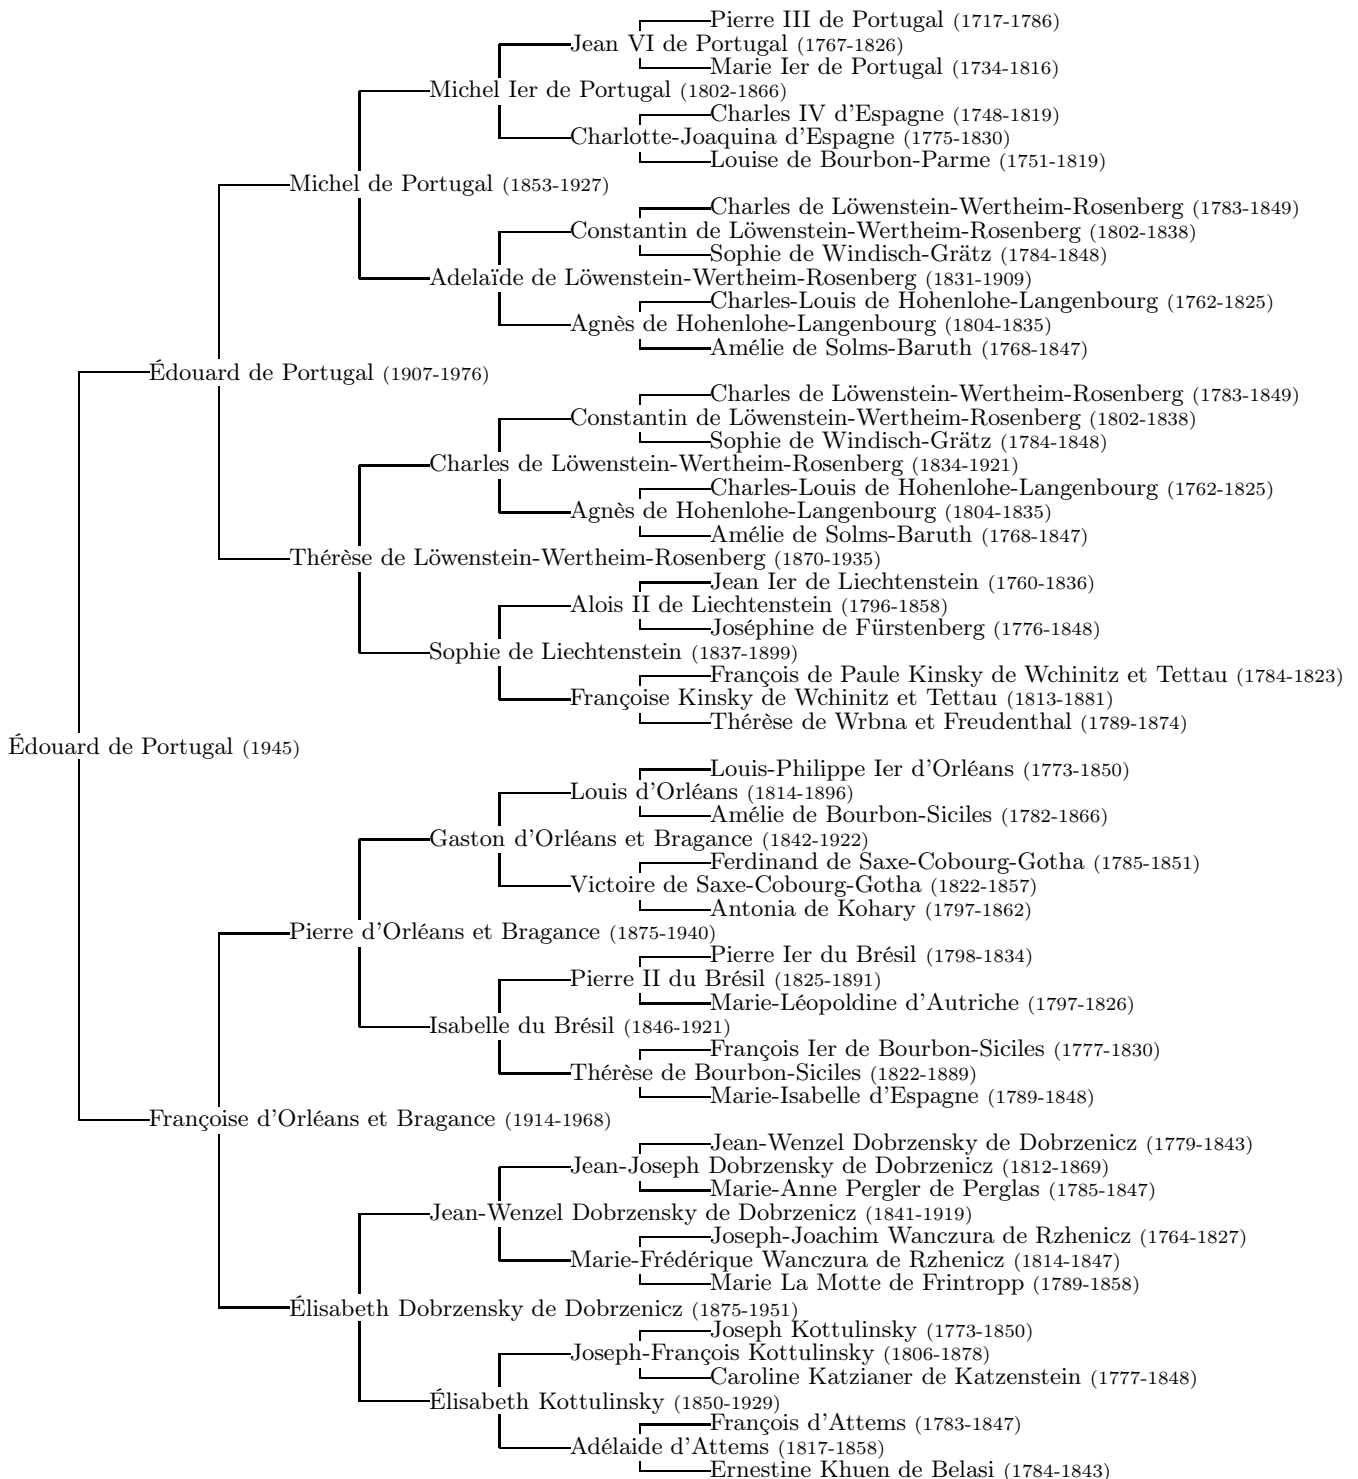 Pierre III de Portugal (1717-1786)
Jean VI de Portugal (1767-1826)
Marie Ier de Portugal (1734-1816)
Michel Ier de Portugal (1802-1866)
Charles IV d'Espagne (1748-1819)
Charlotte-Joaquina d'Espagne (1775-1830)
Louise de Bourbon-Parme (1751-1819)
Michel de Portugal (1853-1927)
Charles de Löwenstein-Wertheim-Rosenberg (1783-1849)
Constantin de Löwenstein-Wertheim-Rosenberg (1802-1838)
Sophie de Windisch-Grätz (1784-1848)
Adelaïde de Löwenstein-Wertheim-Rosenberg (1831-1909)
Charles-Louis de Hohenlohe-Langenbourg (1762-1825)
Agnès de Hohenlohe-Langenbourg (1804-1835)
Amélie de Solms-Baruth (1768-1847)
Édouard de Portugal (1907-1976)
Charles de Löwenstein-Wertheim-Rosenberg (1783-1849)
Constantin de Löwenstein-Wertheim-Rosenberg (1802-1838)
Sophie de Windisch-Grätz (1784-1848)
Charles de Löwenstein-Wertheim-Rosenberg (1834-1921)
Charles-Louis de Hohenlohe-Langenbourg (1762-1825)
Agnès de Hohenlohe-Langenbourg (1804-1835)
Amélie de Solms-Baruth (1768-1847)
Thérèse de Löwenstein-Wertheim-Rosenberg (1870-1935)
Jean Ier de Liechtenstein (1760-1836)
Alois II de Liechtenstein (1796-1858)
Joséphine de Fürstenberg (1776-1848)
Sophie de Liechtenstein (1837-1899)
François de Paule Kinsky de Wchinitz et Tettau (1784-1823)
Françoise Kinsky de Wchinitz et Tettau (1813-1881)
Thérèse de Wrbna et Freudenthal (1789-1874)
Édouard de Portugal (1945)
Louis-Philippe Ier d'Orléans (1773-1850)
Louis d'Orléans (1814-1896)
Amélie de Bourbon-Siciles (1782-1866)
Gaston d'Orléans et Bragance (1842-1922)
Ferdinand de Saxe-Cobourg-Gotha (1785-1851)
Victoire de Saxe-Cobourg-Gotha (1822-1857)
Antonia de Kohary (1797-1862)
Pierre d'Orléans et Bragance (1875-1940)
Pierre Ier du Brésil (1798-1834)
Pierre II du Brésil (1825-1891)
Marie-Léopoldine d'Autriche (1797-1826)
Isabelle du Brésil (1846-1921)
François Ier de Bourbon-Siciles (1777-1830)
Thérèse de Bourbon-Siciles (1822-1889)
Marie-Isabelle d'Espagne (1789-1848)
Françoise d'Orléans et Bragance (1914-1968)
Jean-Wenzel Dobrzensky de Dobrzenicz (1779-1843)
Jean-Joseph Dobrzensky de Dobrzenicz (1812-1869)
Marie-Anne Pergler de Perglas (1785-1847)
Jean-Wenzel Dobrzensky de Dobrzenicz (1841-1919)
Joseph-Joachim Wanczura de Rzhenicz (1764-1827)
Marie-Frédérique Wanczura de Rzhenicz (1814-1847)
Marie La Motte de Frintropp (1789-1858)
Élisabeth Dobrzensky de Dobrzenicz (1875-1951)
Joseph Kottulinsky (1773-1850)
Joseph-François Kottulinsky (1806-1878)
Caroline Katzianer de Katzenstein (1777-1848)
Élisabeth Kottulinsky (1850-1929)
François d'Attems (1783-1847)
Adélaide d'Attems (1817-1858)
Ernestine Khuen de Belasi (1784-1843)